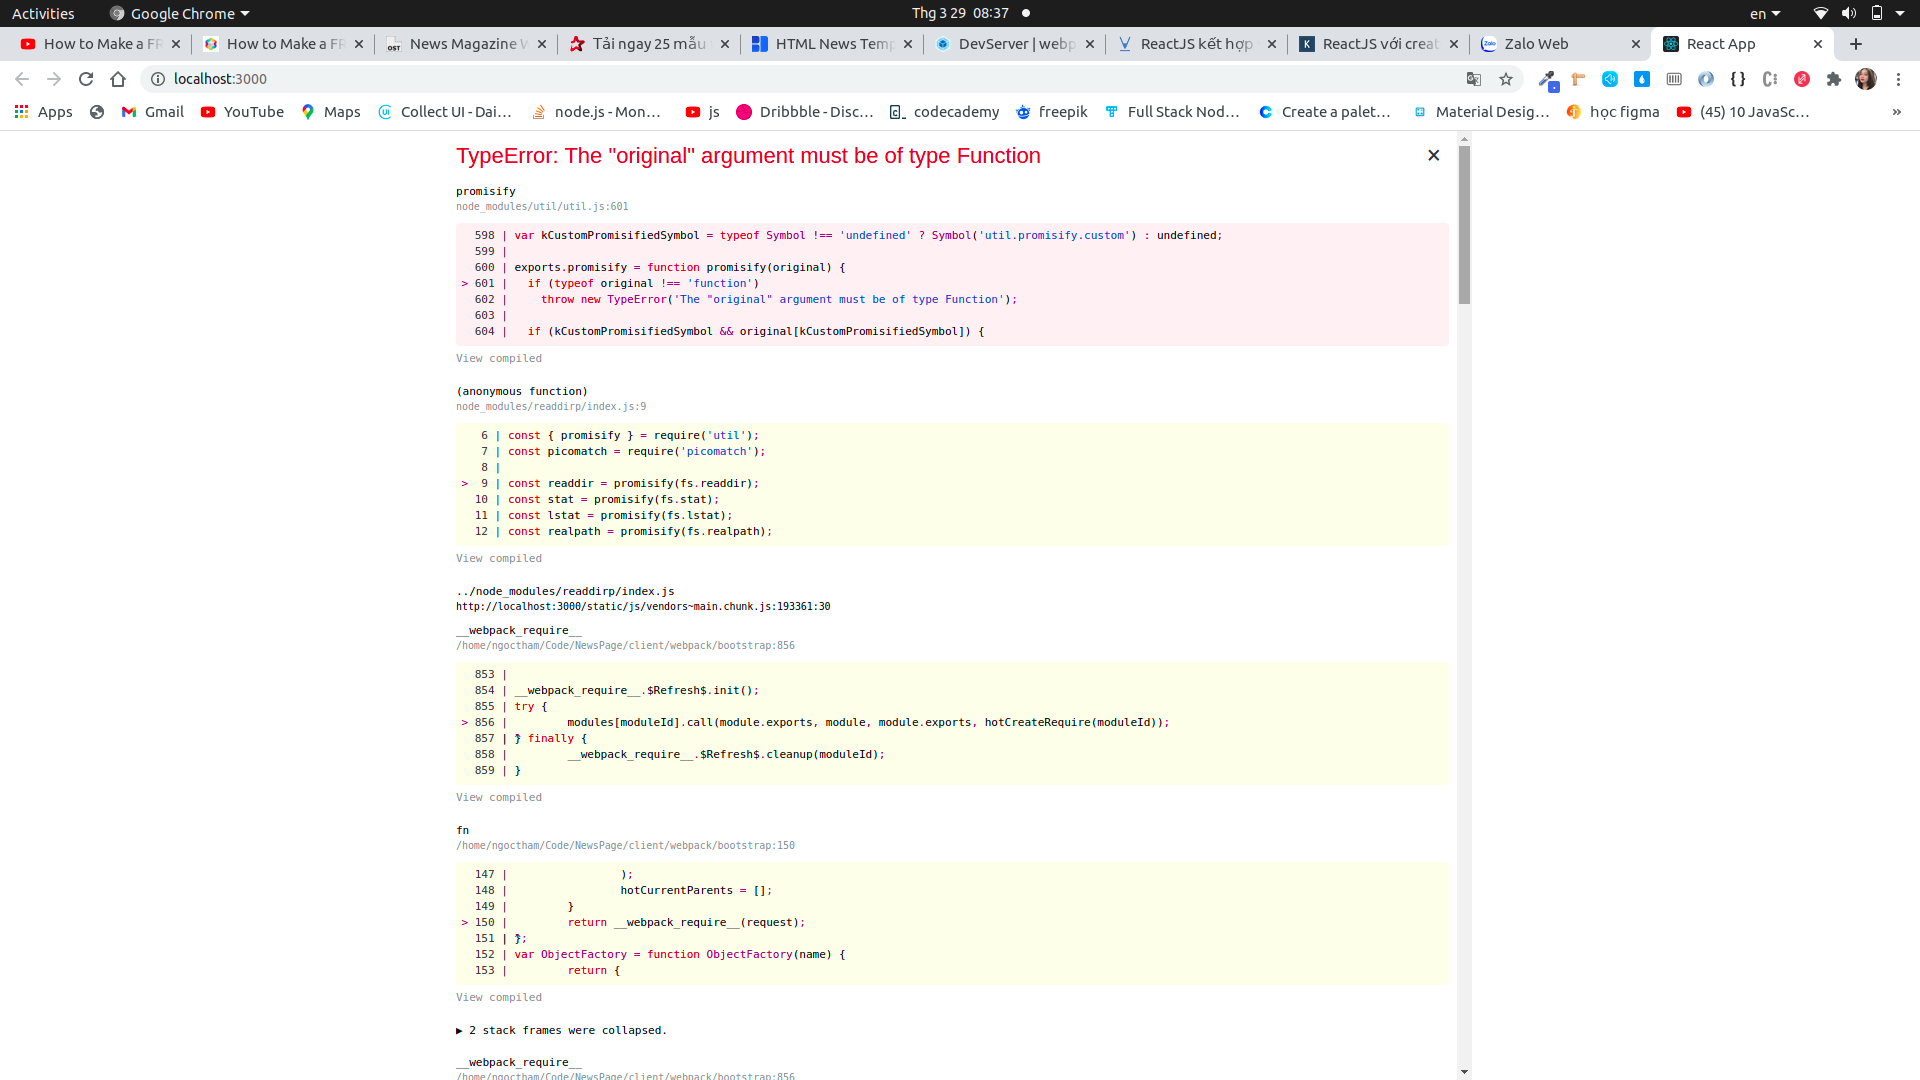 Activities Google Chrome Thg 3 29 08:37 en
How to Make a FR How to Make a FR News Magazine W Tải ngay 25 mẫu HTML News Temp DevServer | webp ReactJS kết hợp ReactJS với creat Zalo Web React App
localhost:3000
Apps Gmail YouTube Maps Collect UI - Dai... node.js - Mon... js Dribbble - Disc... codecademy freepik Full Stack Nod... Create a palet... Material Desig... học figma (45) 10 JavaSc... »
TypeError: The "original" argument must be of type Function
promisify
node_modules/util/util.js:601
598 | var kCustomPromisifiedSymbol = typeof Symbol !== 'undefined' ? Symbol('util.promisify.custom') : undefined;
599 |
600 | exports.promisify = function promisify(original) {
> 601 | if (typeof original !== 'function')
602 | throw new TypeError('The "original" argument must be of type Function');
603 |
604 | if (kCustomPromisifiedSymbol && original[kCustomPromisifiedSymbol]) {
View compiled
(anonymous function)
node_modules/readdirp/index.js:9
6 | const { promisify } = require('util');
7 | const picomatch = require('picomatch');
8 |
> 9 | const readdir = promisify(fs.readdir);
10 | const stat = promisify(fs.stat);
11 | const lstat = promisify(fs.lstat);
12 | const realpath = promisify(fs.realpath);
View compiled
../node_modules/readdirp/index.js
http://localhost:3000/static/js/vendors~main.chunk.js:193361:30
__webpack_require__
/home/ngoctham/Code/NewsPage/client/webpack/bootstrap:856
853 |
854 | __webpack_require__.$Refresh$.init();
855 | try {
> 856 | modules[moduleId].call(module.exports, module, module.exports, hotCreateRequire(moduleId));
857 | } finally {
858 | __webpack_require__.$Refresh$.cleanup(moduleId);
859 | }
View compiled
fn
/home/ngoctham/Code/NewsPage/client/webpack/bootstrap:150
147 | );
148 | hotCurrentParents = [];
149 | }
> 150 | return __webpack_require__(request);
151 | };
152 | var ObjectFactory = function ObjectFactory(name) {
153 | return {
View compiled
▶ 2 stack frames were collapsed.
__webpack_require__
/home/ngoctham/Code/NewsPage/client/webpack/bootstrap:856